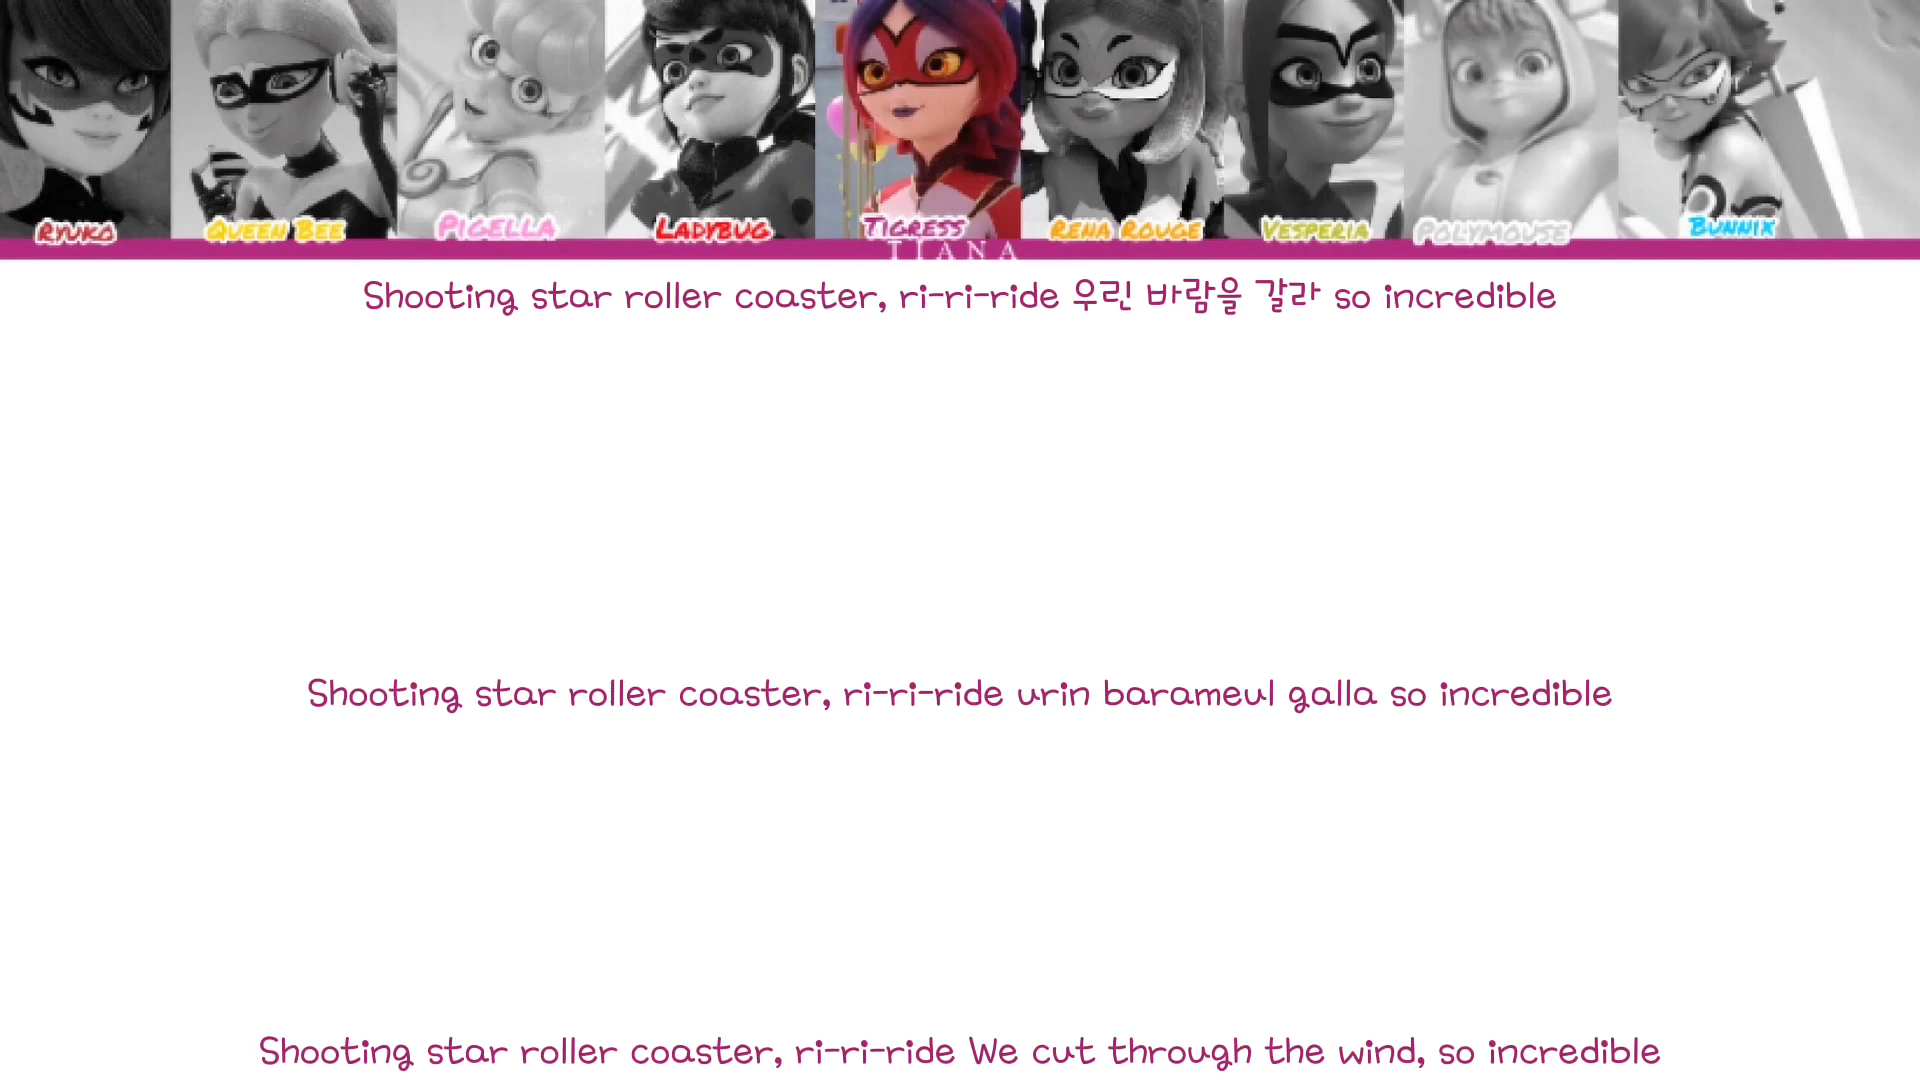 Ryuko
Queen Bee
Pigella
Ladybug
Tigress
Rena Rouge
Vesperia
Polymouse
Bunnix
Shooting star roller coaster, ri-ri-ride 우린 바람을 갈라 so incredible
Shooting star roller coaster, ri-ri-ride urin barameul galla so incredible
Shooting star roller coaster, ri-ri-ride We cut through the wind, so incredible